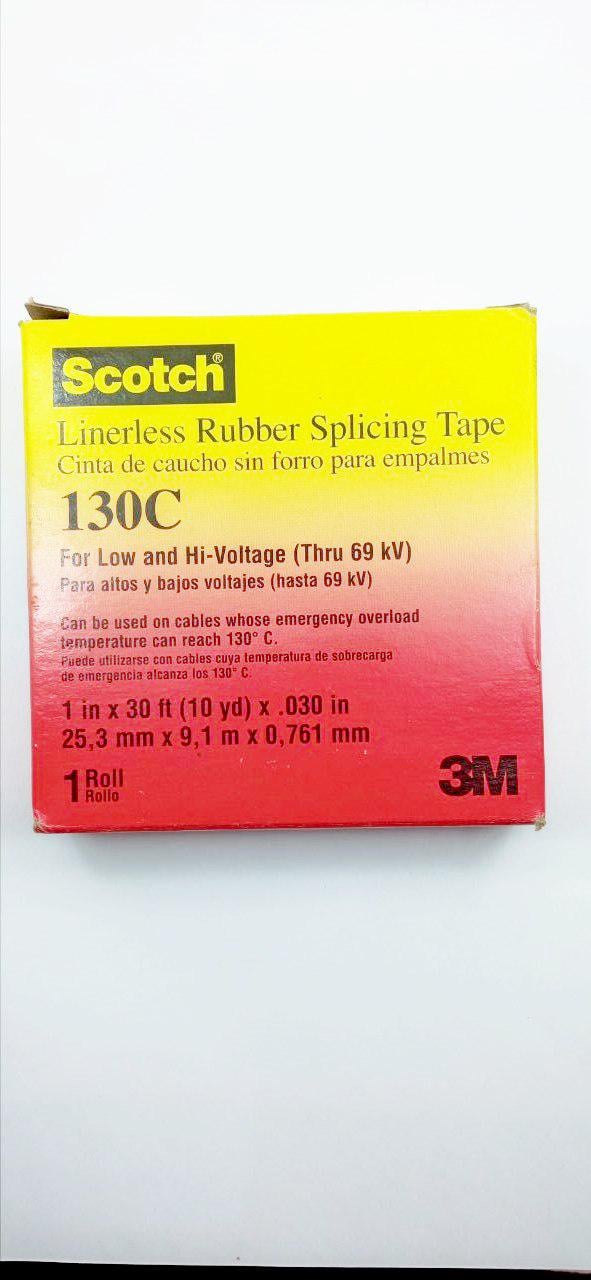 Scotch®
Linerless Rubber Splicing Tape
Cinta de caucho sin forro para empalmes
130C
For Low and Hi-Voltage (Thru 69 kV)
Para altos y bajos voltajes (hasta 69 kV)
Can be used on cables whose emergency overload
temperature can reach 130° C.
Puede utilizarse con cables cuya temperatura de sobrecarga
de emergencia alcanza los 130° C.
1 in x 30 ft (10 yd) x .030 in
25,3 mm x 9,1 m x 0,761 mm
1 Roll
Rollo
3M